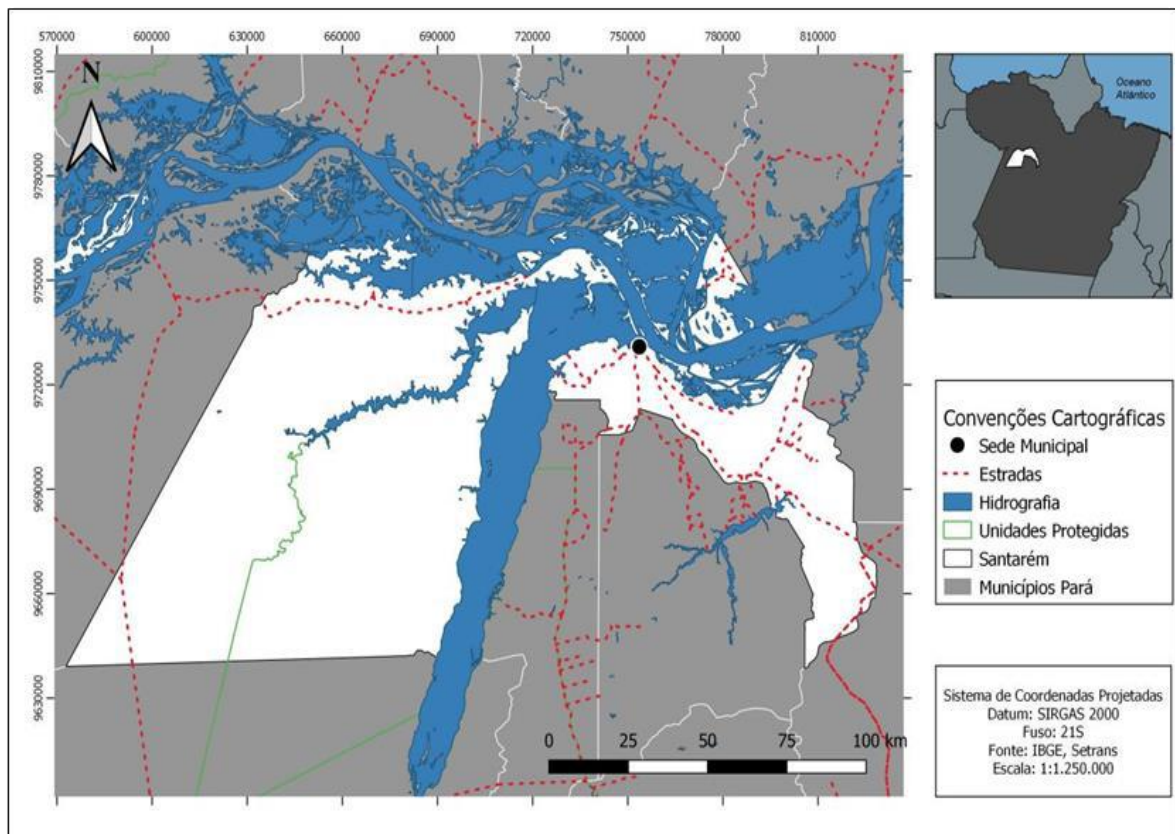 570000 600000 630000 660000 690000 720000 750000 780000 810000
9810000
N
9780000
9750000
9720000
9690000
9660000
9630000
0 25 50 75 100 km
Oceano
Atlântico
Convenções Cartográficas
Sede Municipal
Estradas
Hidrografia
Unidades Protegidas
Santarém
Municípios Pará
Sistema de Coordenadas Projetadas
Datum: SIRGAS 2000
Fuso: 21S
Fonte: IBGE, Setrans
Escala: 1:1.250.000